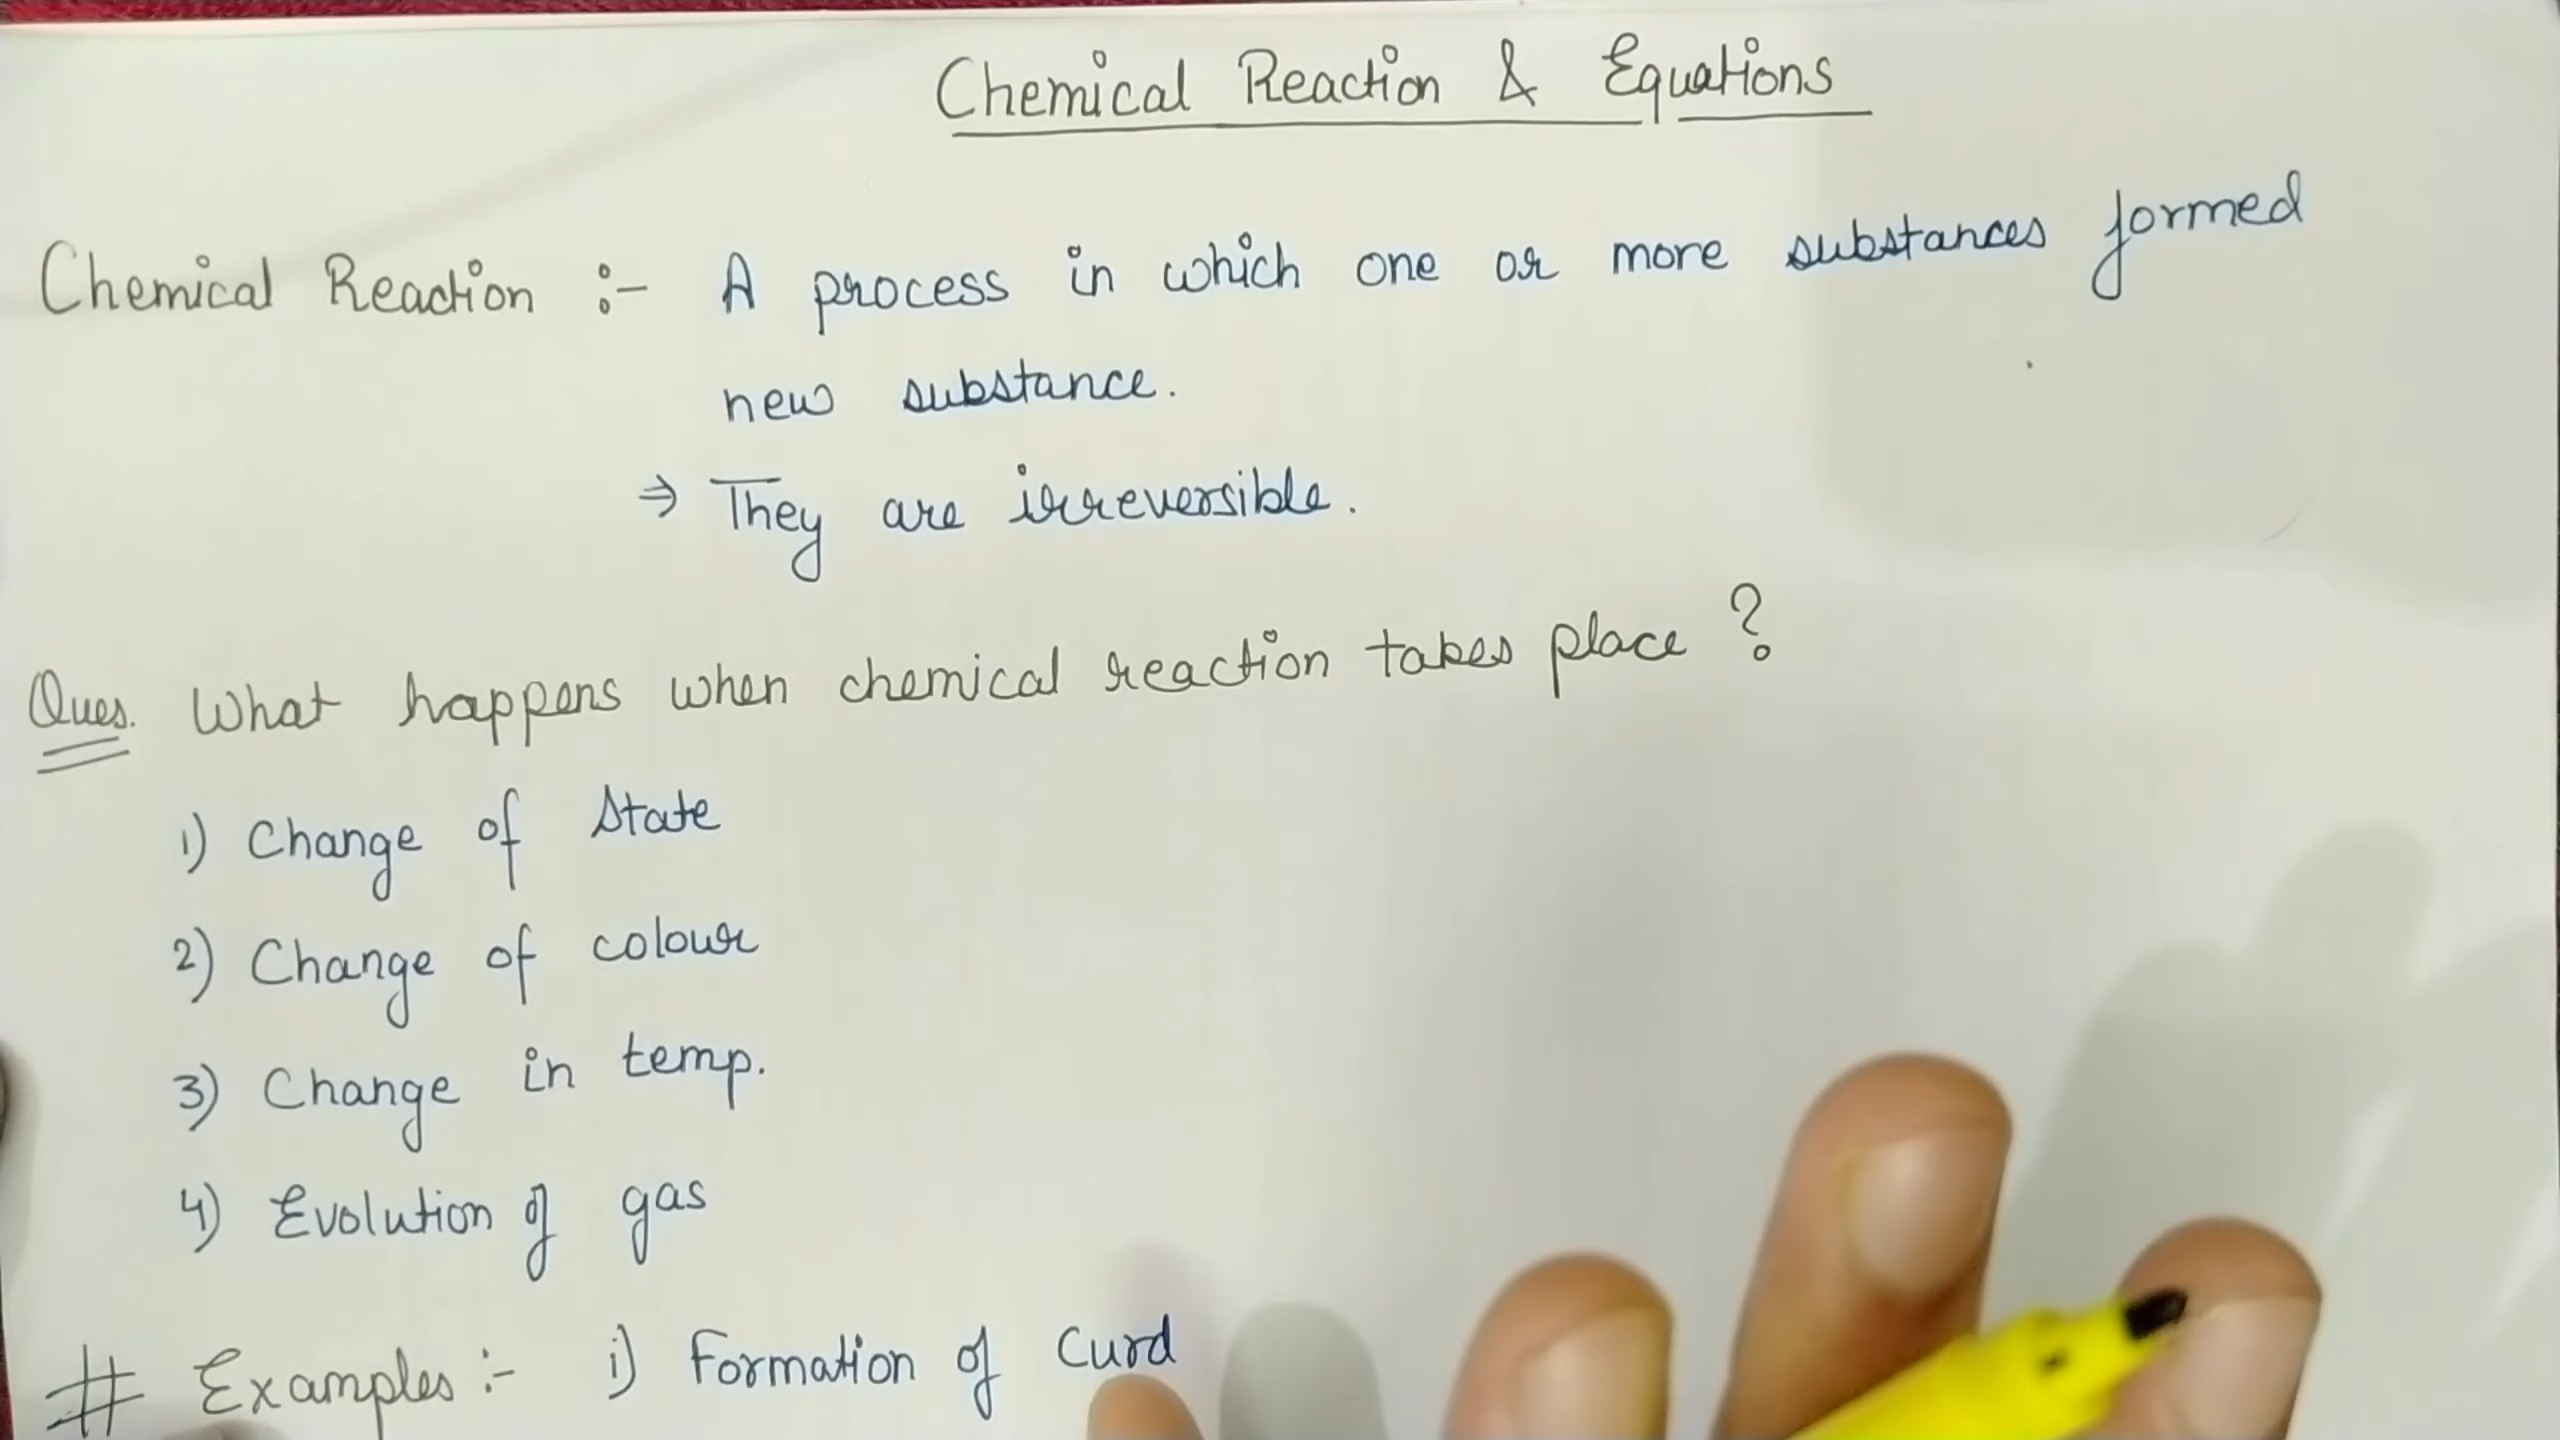 Chemical Reaction & Equations
Chemical Reaction :- A process in which one or more substances formed
new substance.
⇒ They are irreversible.
Ques. What happens when chemical reaction takes place ?
1) Change of state
2) Change of colour
3) Change in temp.
4) Evolution of gas
# Examples :- i) Formation of Curd